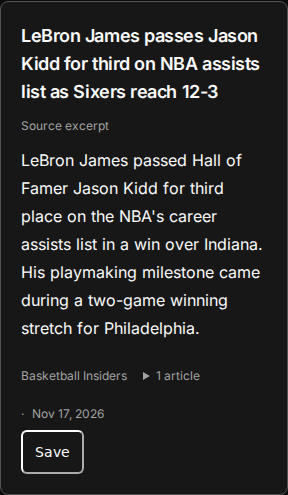 LeBron James passes Jason
Kidd for third on NBA assists
list as Sixers reach 12-3
Source excerpt
LeBron James passed Hall of
Famer Jason Kidd for third
place on the NBA's career
assists list in a win over Indiana.
His playmaking milestone came
during a two-game winning
stretch for Philadelphia.
Basketball Insiders ▶ 1 article
· Nov 17, 2026
Save